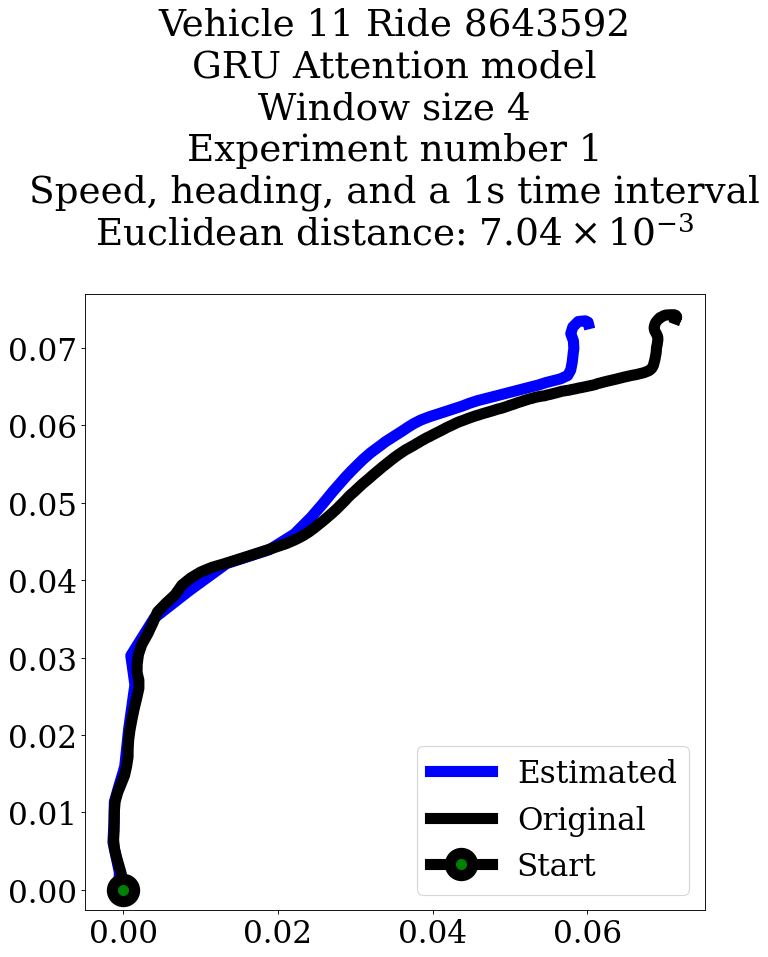 Vehicle 11 Ride 8643592
GRU Attention model
Window size 4
Experiment number 1
Speed, heading, and a 1s time interval
Euclidean distance: 7.04 × 10⁻³
0.07
0.06
0.05
0.04
0.03
0.02
0.01
0.00
Estimated
Original
Start
0.00 0.02 0.04 0.06